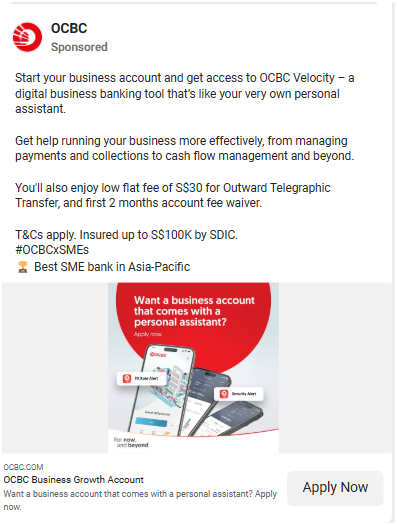 OCBC
Sponsored
Start your business account and get access to OCBC Velocity – a
digital business banking tool that's like your very own personal
assistant.
Get help running your business more effectively, from managing
payments and collections to cash flow management and beyond.
You'll also enjoy low flat fee of S$30 for Outward Telegraphic
Transfer, and first 2 months account fee waiver.
T&Cs apply. Insured up to S$100K by SDIC.
#OCBCxSMEs
🏆 Best SME bank in Asia-Pacific
Want a business account
that comes with a
personal assistant?
Apply now
OCBC
FX Rate Alert
Security Alert
For now,
and beyond
OCBC.COM
OCBC Business Growth Account
Want a business account that comes with a personal assistant? Apply
now.
Apply Now